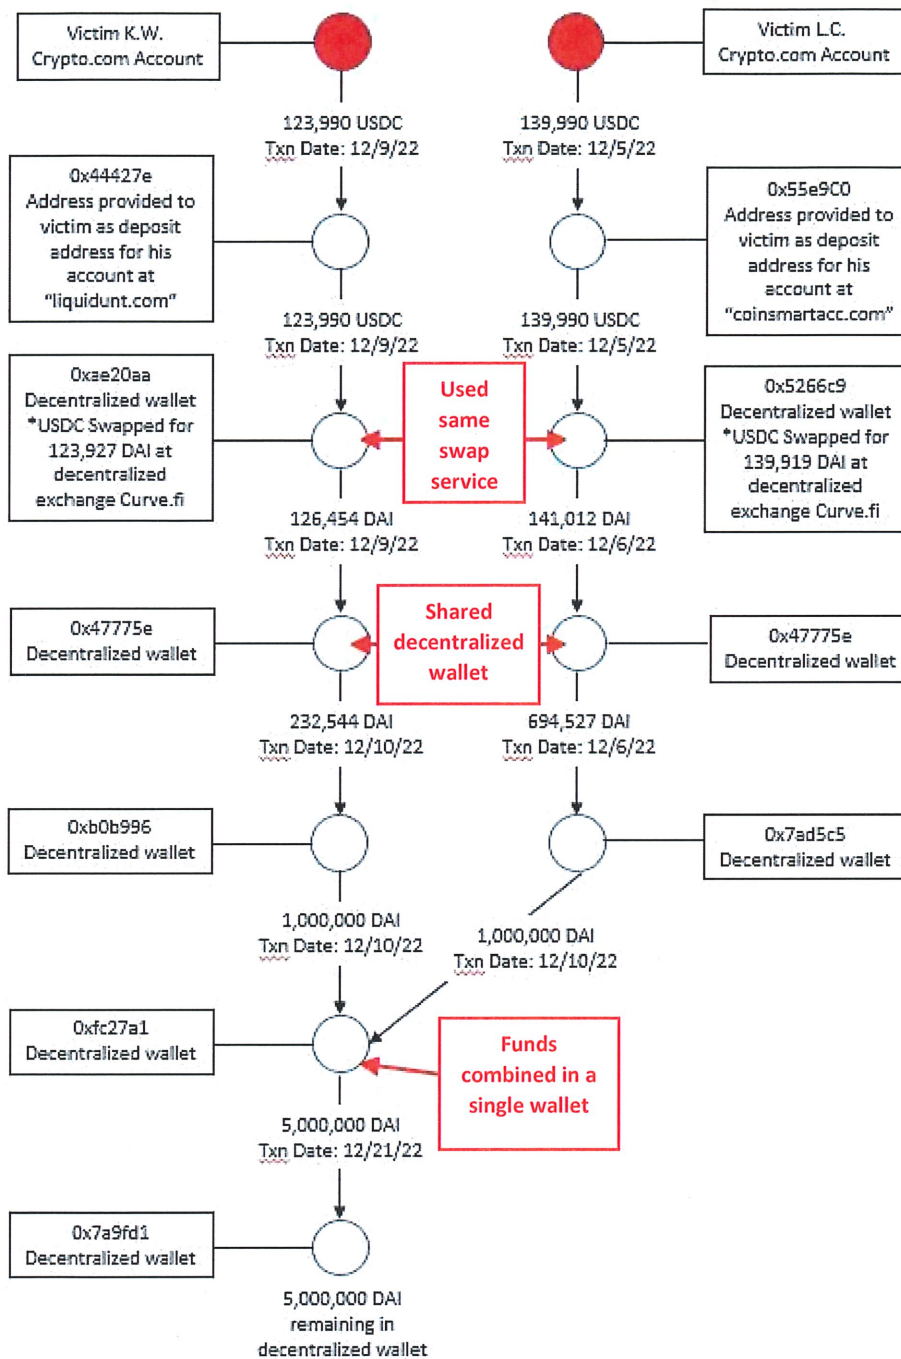 Victim K.W.
Crypto.com Account
Victim L.C.
Crypto.com Account
123,990 USDC
Txn Date: 12/9/22
139,990 USDC
Txn Date: 12/5/22
0x44427e
Address provided to
victim as deposit
address for his
account at
"liquidunt.com"
0x55e9C0
Address provided to
victim as deposit
address for his
account at
"coinsmartacc.com"
123,990 USDC
Txn Date: 12/9/22
139,990 USDC
Txn Date: 12/5/22
0xae20aa
Decentralized wallet
*USDC Swapped for
123,927 DAI at
decentralized
exchange Curve.fi
Used
same
swap
service
0x5266c9
Decentralized wallet
*USDC Swapped for
139,919 DAI at
decentralized
exchange Curve.fi
126,454 DAI
Txn Date: 12/9/22
141,012 DAI
Txn Date: 12/6/22
0x47775e
Decentralized wallet
Shared
decentralized
wallet
0x47775e
Decentralized wallet
232,544 DAI
Txn Date: 12/10/22
694,527 DAI
Txn Date: 12/6/22
0xb0b996
Decentralized wallet
0x7ad5c5
Decentralized wallet
1,000,000 DAI
Txn Date: 12/10/22
1,000,000 DAI
Txn Date: 12/10/22
0xfc27a1
Decentralized wallet
Funds
combined in a
single wallet
5,000,000 DAI
Txn Date: 12/21/22
0x7a9fd1
Decentralized wallet
5,000,000 DAI
remaining in
decentralized wallet